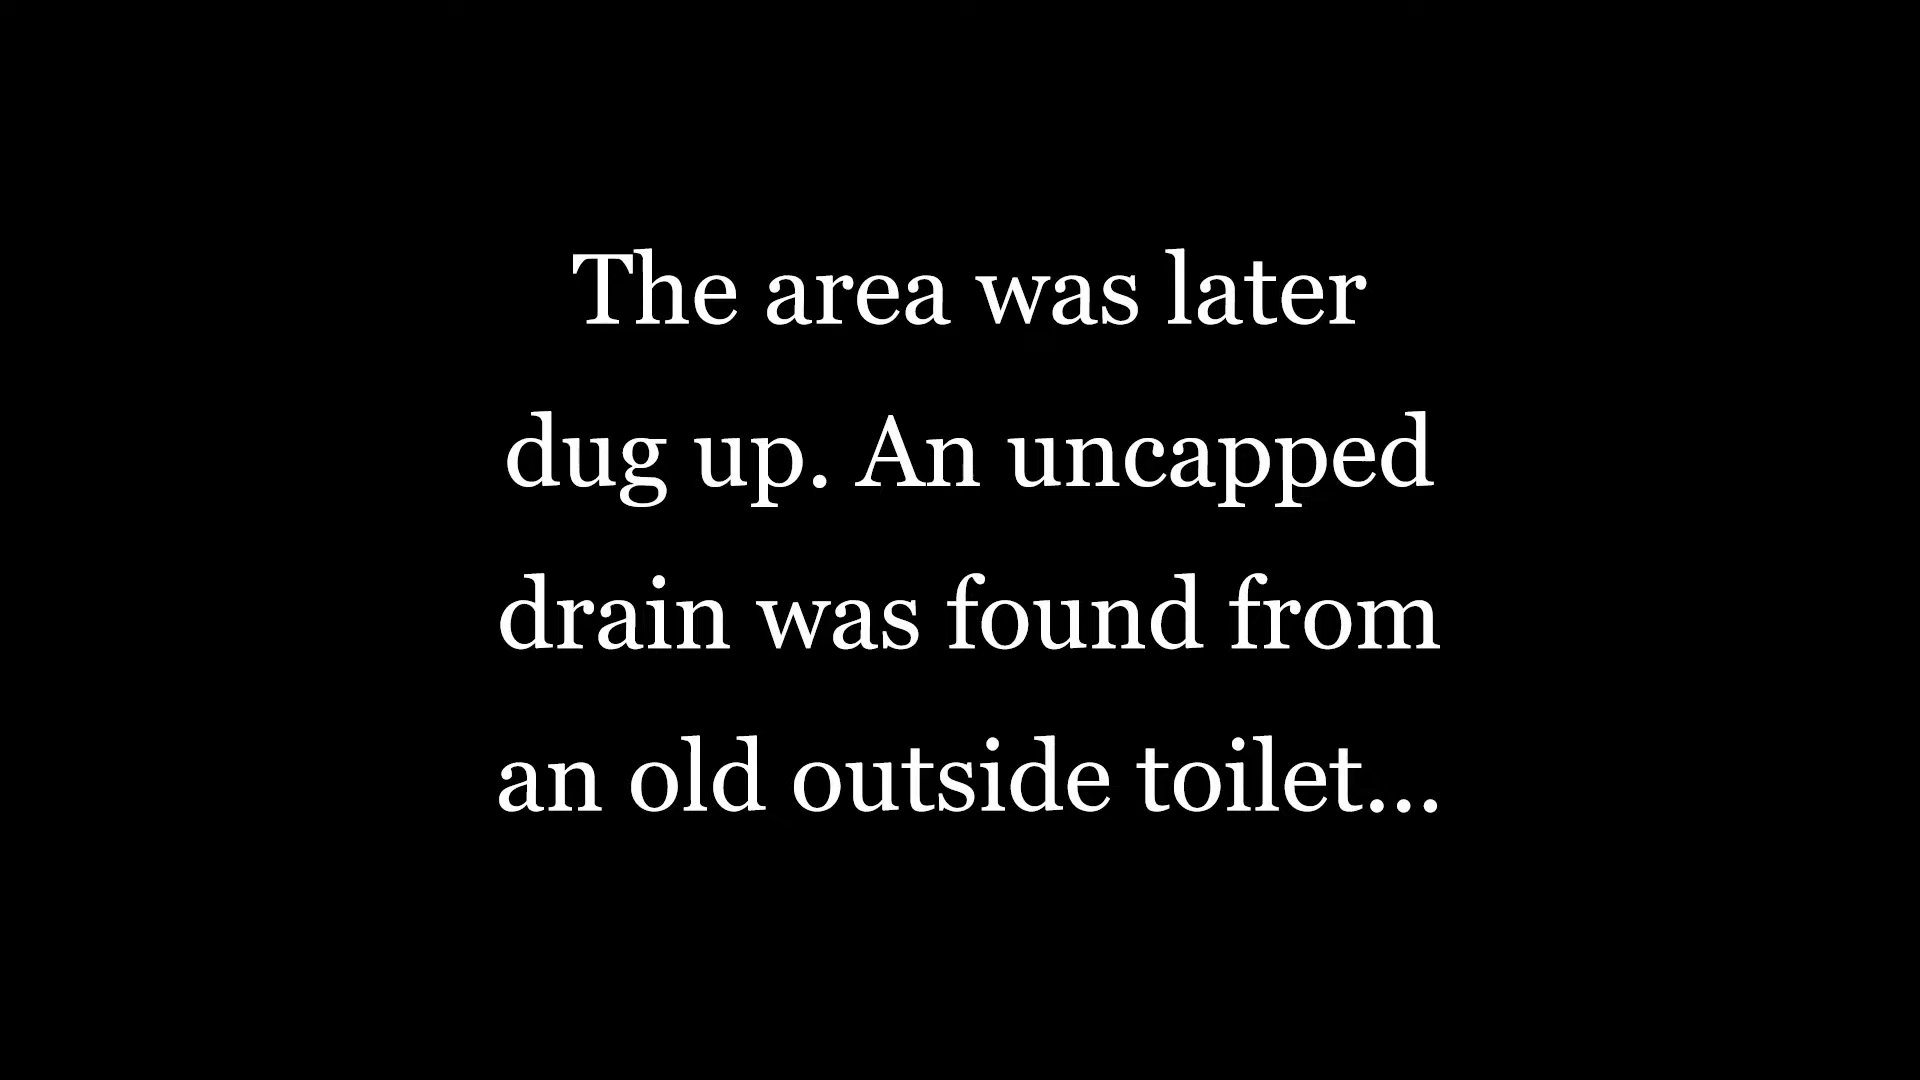 The area was later
dug up. An uncapped
drain was found from
an old outside toilet...